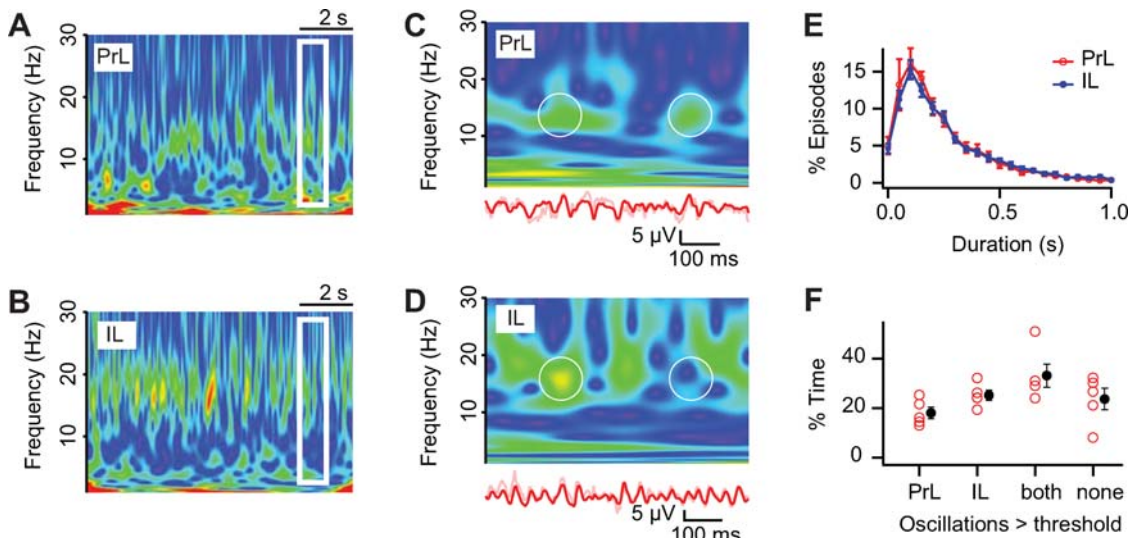 A
2 s
30
20
10
Frequency (Hz)
PrL
B
2 s
30
20
10
Frequency (Hz)
IL
C
30
20
10
Frequency (Hz)
PrL
5 µV
100 ms
D
30
20
10
Frequency (Hz)
IL
5 µV
100 ms
E
15
10
5
0
% Episodes
PrL
IL
0.0
0.5
1.0
Duration (s)
F
40
20
0
% Time
PrL IL both none
Oscillations > threshold